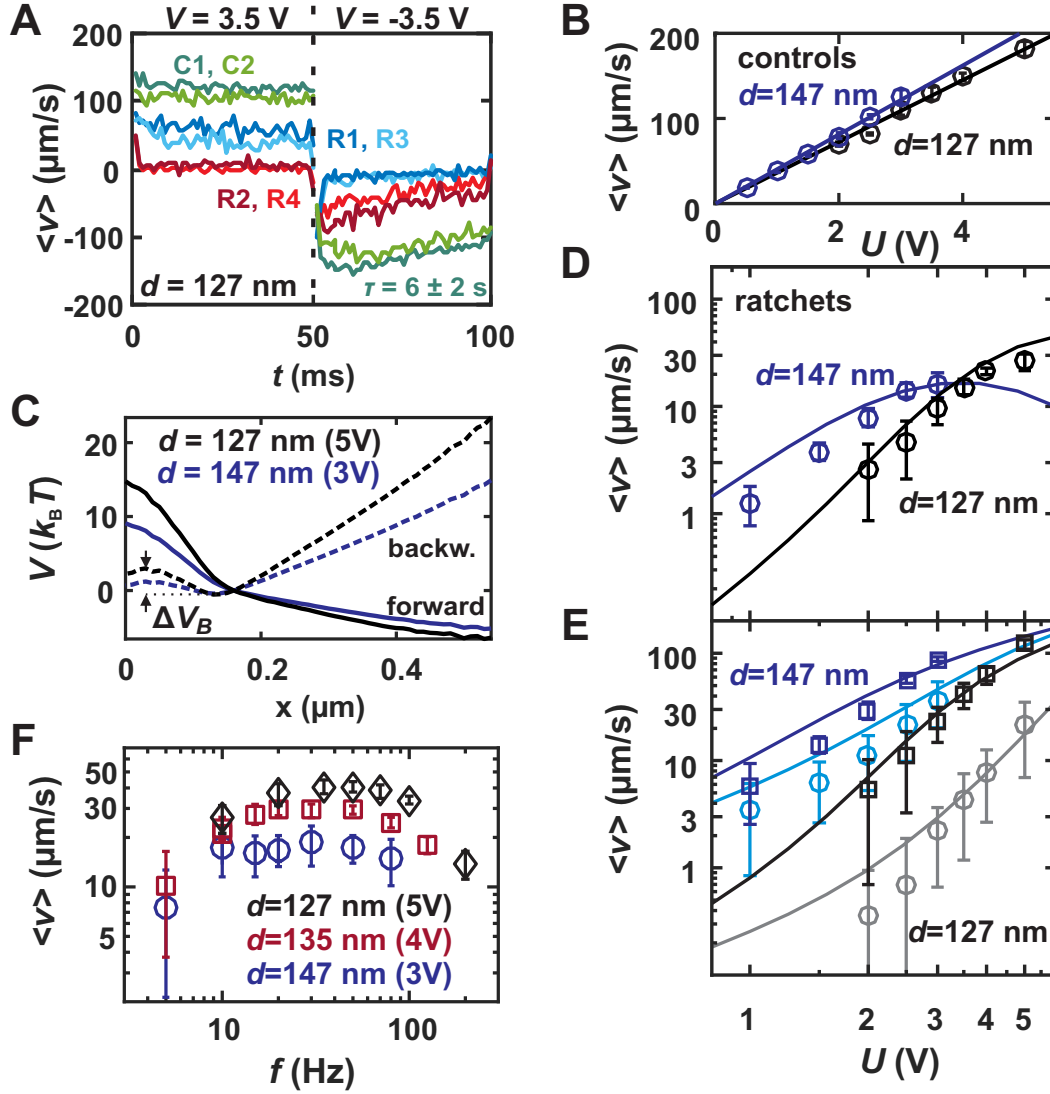 A
V = 3.5 V
V = -3.5 V
200
100
0
-100
-200
<v> (µm/s)
C1, C2
R1, R3
R2, R4
d = 127 nm
τ = 6 ± 2 s
0
50
100
t (ms)
B
200
100
0
<v> (µm/s)
controls
d=147 nm
d=127 nm
0
2
4
U (V)
C
20
10
0
V (kBT)
d = 127 nm (5V)
d = 147 nm (3V)
backw.
forward
ΔVB
0
0.2
0.4
x (µm)
D
100
30
10
3
1
<v> (µm/s)
ratchets
d=147 nm
d=127 nm
E
100
30
10
3
1
<v> (µm/s)
d=147 nm
d=127 nm
1
2
3
4
5
U (V)
F
50
30
10
5
<v> (µm/s)
d=127 nm (5V)
d=135 nm (4V)
d=147 nm (3V)
10
100
f (Hz)